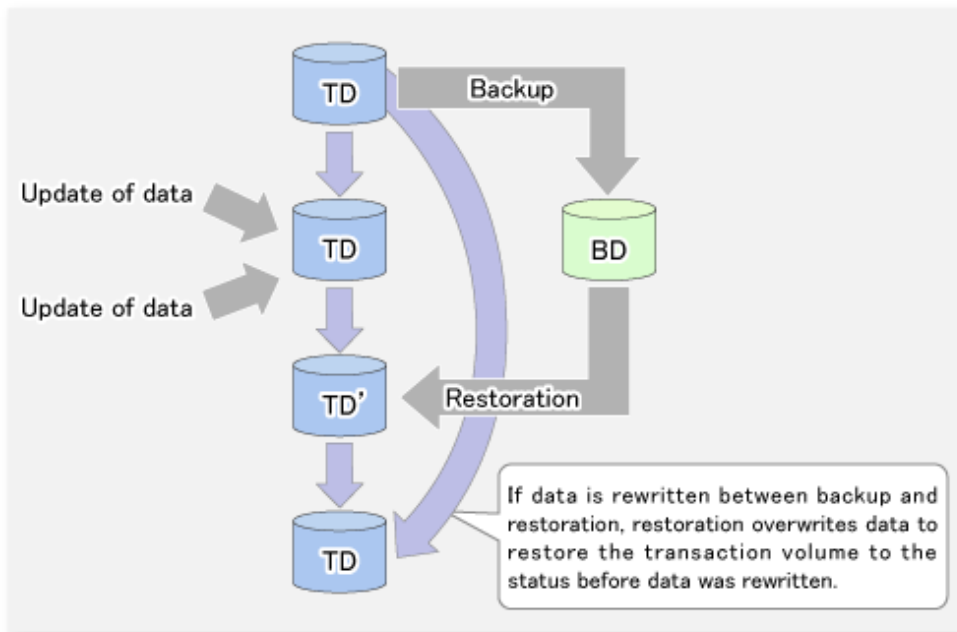 TD
Backup
Update of data
TD
BD
Update of data
TD’
Restoration
If data is rewritten between backup and
restoration, restoration overwrites data to
restore the transaction volume to the
status before data was rewritten.
TD